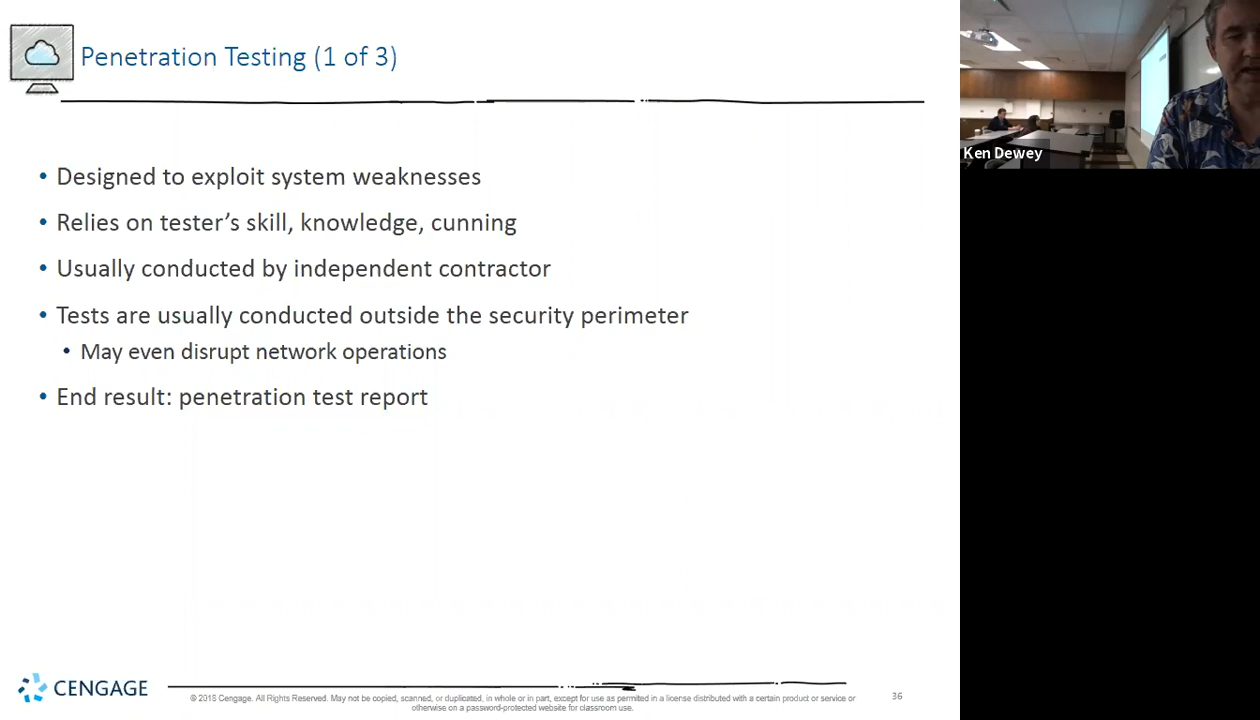 Penetration Testing (1 of 3)
Ken Dewey
• Designed to exploit system weaknesses
• Relies on tester's skill, knowledge, cunning
• Usually conducted by independent contractor
• Tests are usually conducted outside the security perimeter
• May even disrupt network operations
• End result: penetration test report
CENGAGE
© 2018 Cengage. All Rights Reserved. May not be copied, scanned, or duplicated, in whole or in part, except for use as permitted in a license distributed with a certain product or service or
otherwise on a password-protected website for classroom use.
36